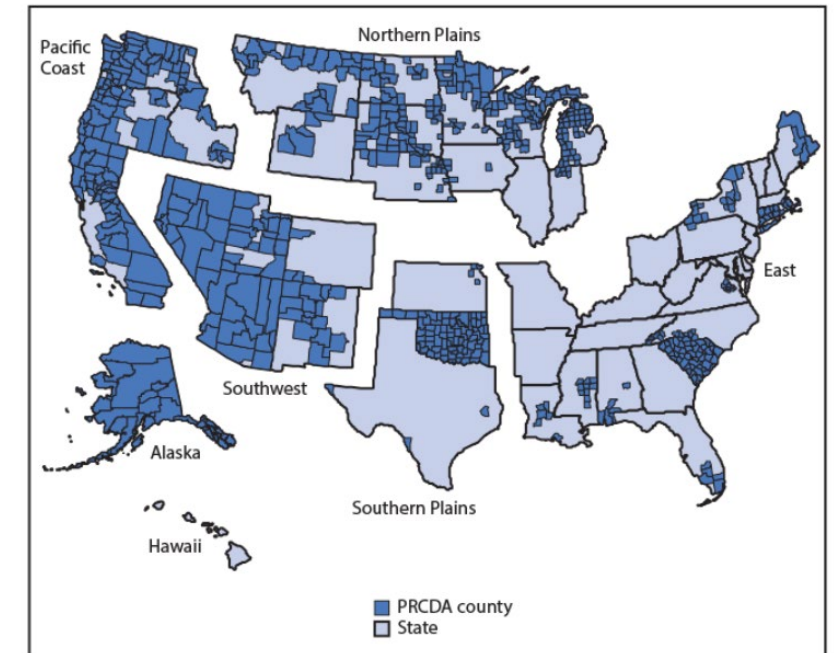 Northern Plains
Pacific
Coast
East
Southwest
Alaska
Southern Plains
Hawaii
PRCDA county
State